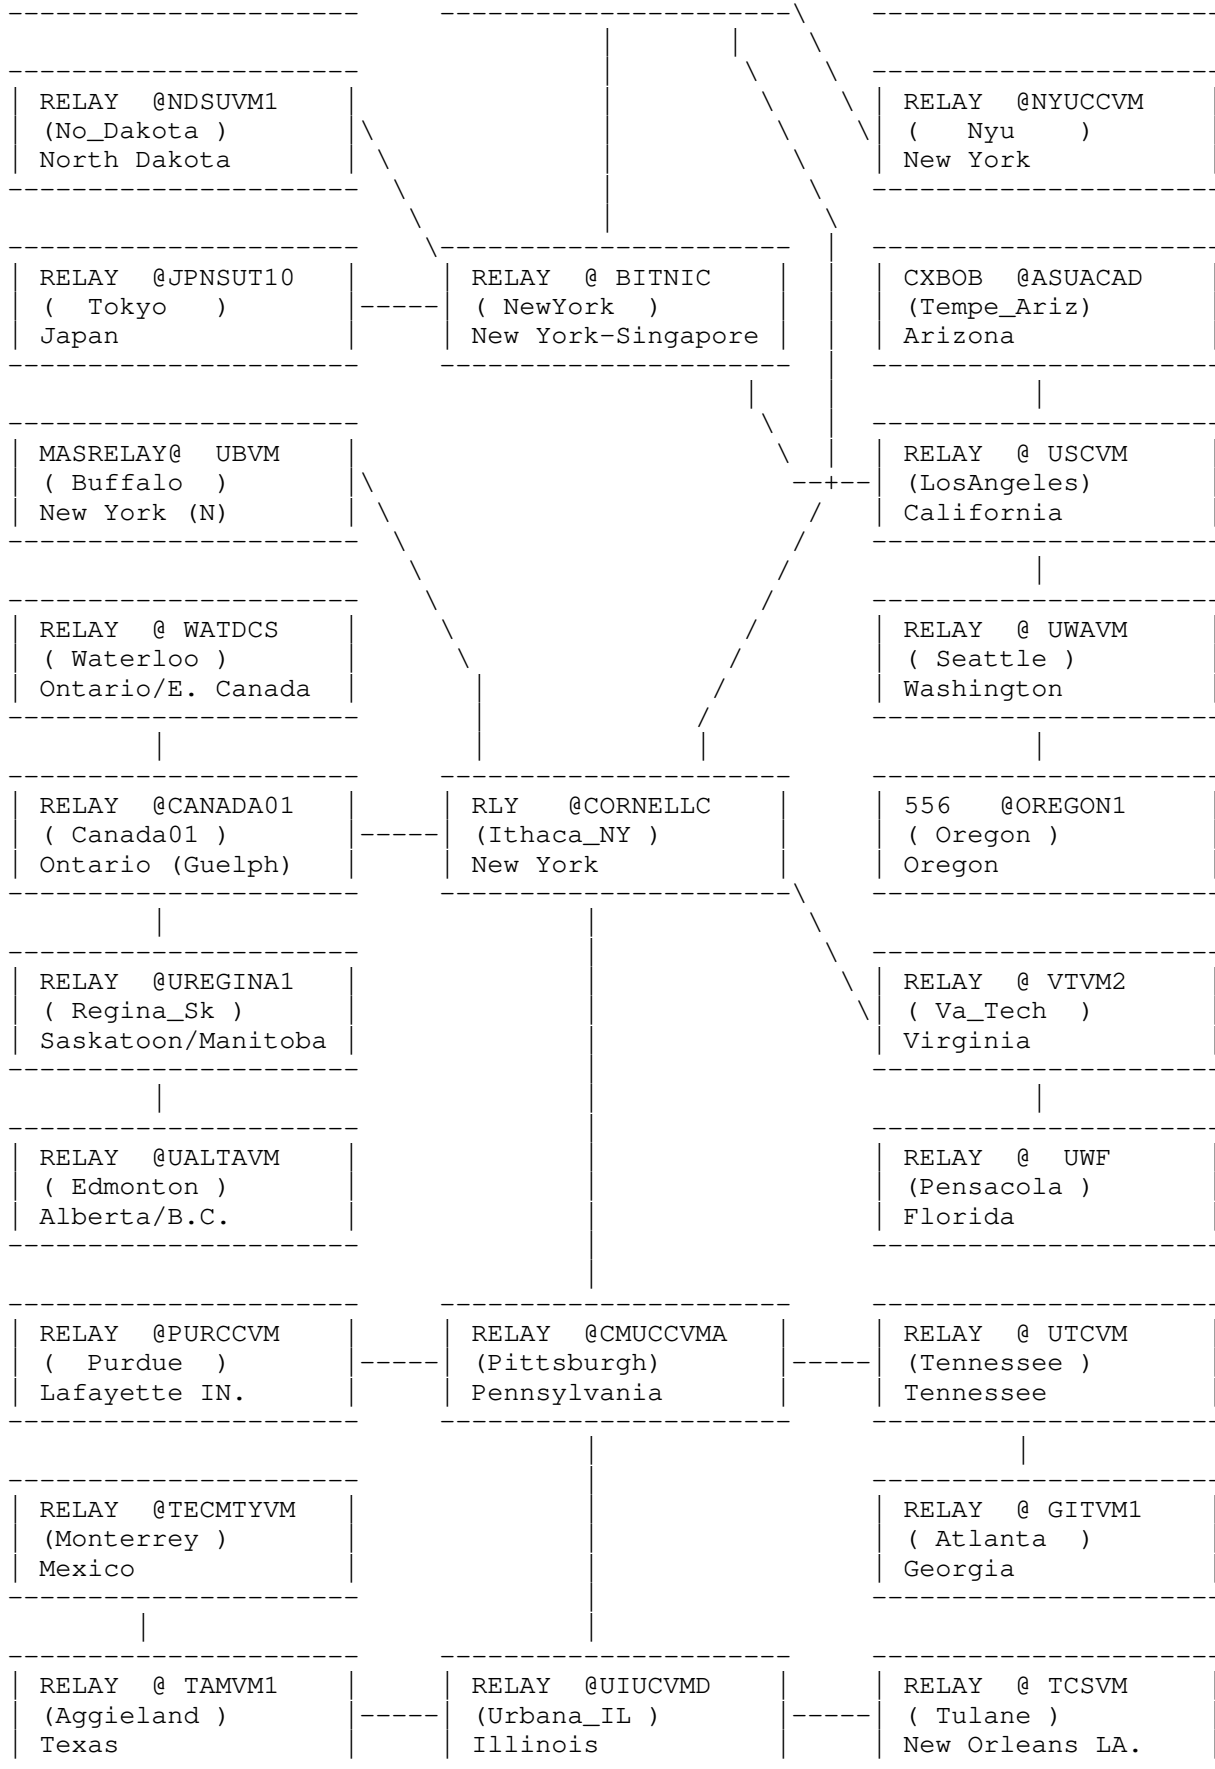 RELAY @NDSUVM1
(No_Dakota )
North Dakota
RELAY @NYUCCVM
( Nyu )
New York
RELAY @JPNSUT10
( Tokyo )
Japan
RELAY @ BITNIC
( NewYork )
New York-Singapore
CXBOB @ASUACAD
(Tempe_Ariz)
Arizona
MASRELAY@ UBVM
( Buffalo )
New York (N)
RELAY @ USCVM
(LosAngeles)
California
RELAY @ WATDCS
( Waterloo )
Ontario/E. Canada
RELAY @ UWAVM
( Seattle )
Washington
RELAY @CANADA01
( Canada01 )
Ontario (Guelph)
RLY @CORNELLC
(Ithaca_NY )
New York
556 @OREGON1
( Oregon )
Oregon
RELAY @UREGINA1
( Regina_Sk )
Saskatoon/Manitoba
RELAY @ VTVM2
( Va_Tech )
Virginia
RELAY @UALTAVM
( Edmonton )
Alberta/B.C.
RELAY @ UWF
(Pensacola )
Florida
RELAY @PURCCVM
( Purdue )
Lafayette IN.
RELAY @CMUCCVMA
(Pittsburgh)
Pennsylvania
RELAY @ UTCVM
(Tennessee )
Tennessee
RELAY @TECMTYVM
(Monterrey )
Mexico
RELAY @ GITVM1
( Atlanta )
Georgia
RELAY @ TAMVM1
(Aggieland )
Texas
RELAY @UIUCVMD
(Urbana_IL )
Illinois
RELAY @ TCSVM
( Tulane )
New Orleans LA.